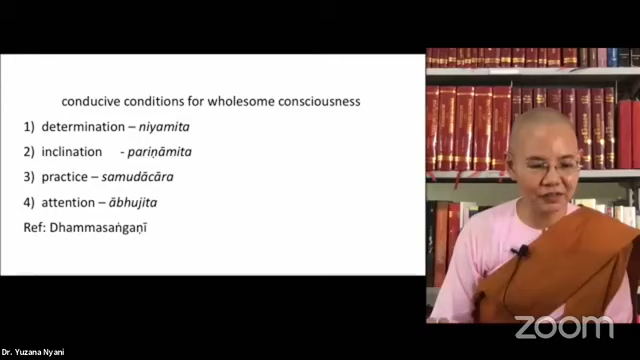 conducive conditions for wholesome consciousness
1) determination – niyamita
2) inclination - pariṇāmita
3) practice – samudācāra
4) attention – ābhujita
Ref: Dhammasaṅgaṇī
zoom
Dr. Yuzana Nyani